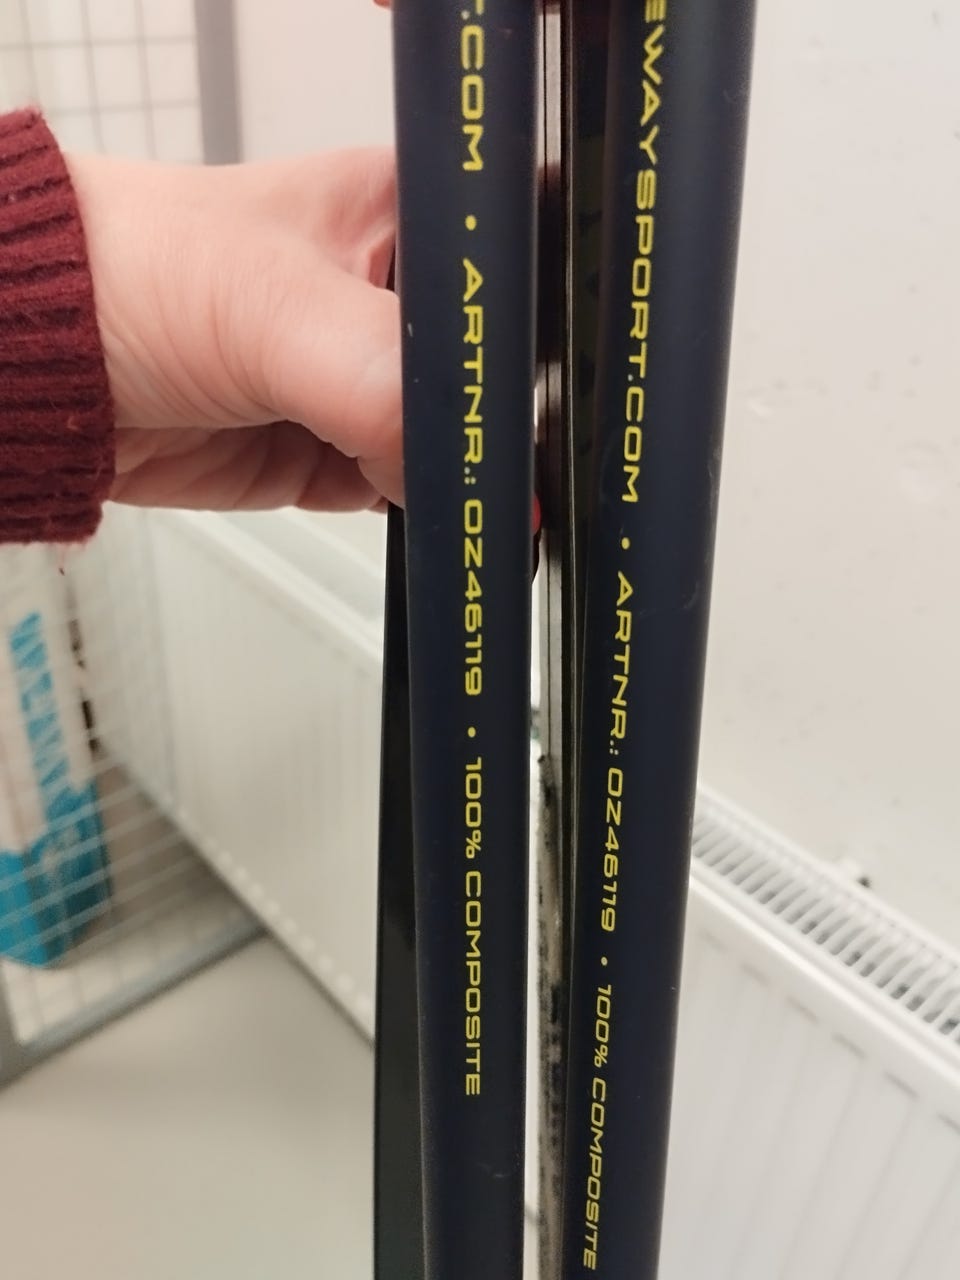 .COM • ARTNR.: OZ46119 • 100% COMPOSITE
EWAYSPORT.COM • ARTNR.: OZ46119 • 100% COMPOSITE